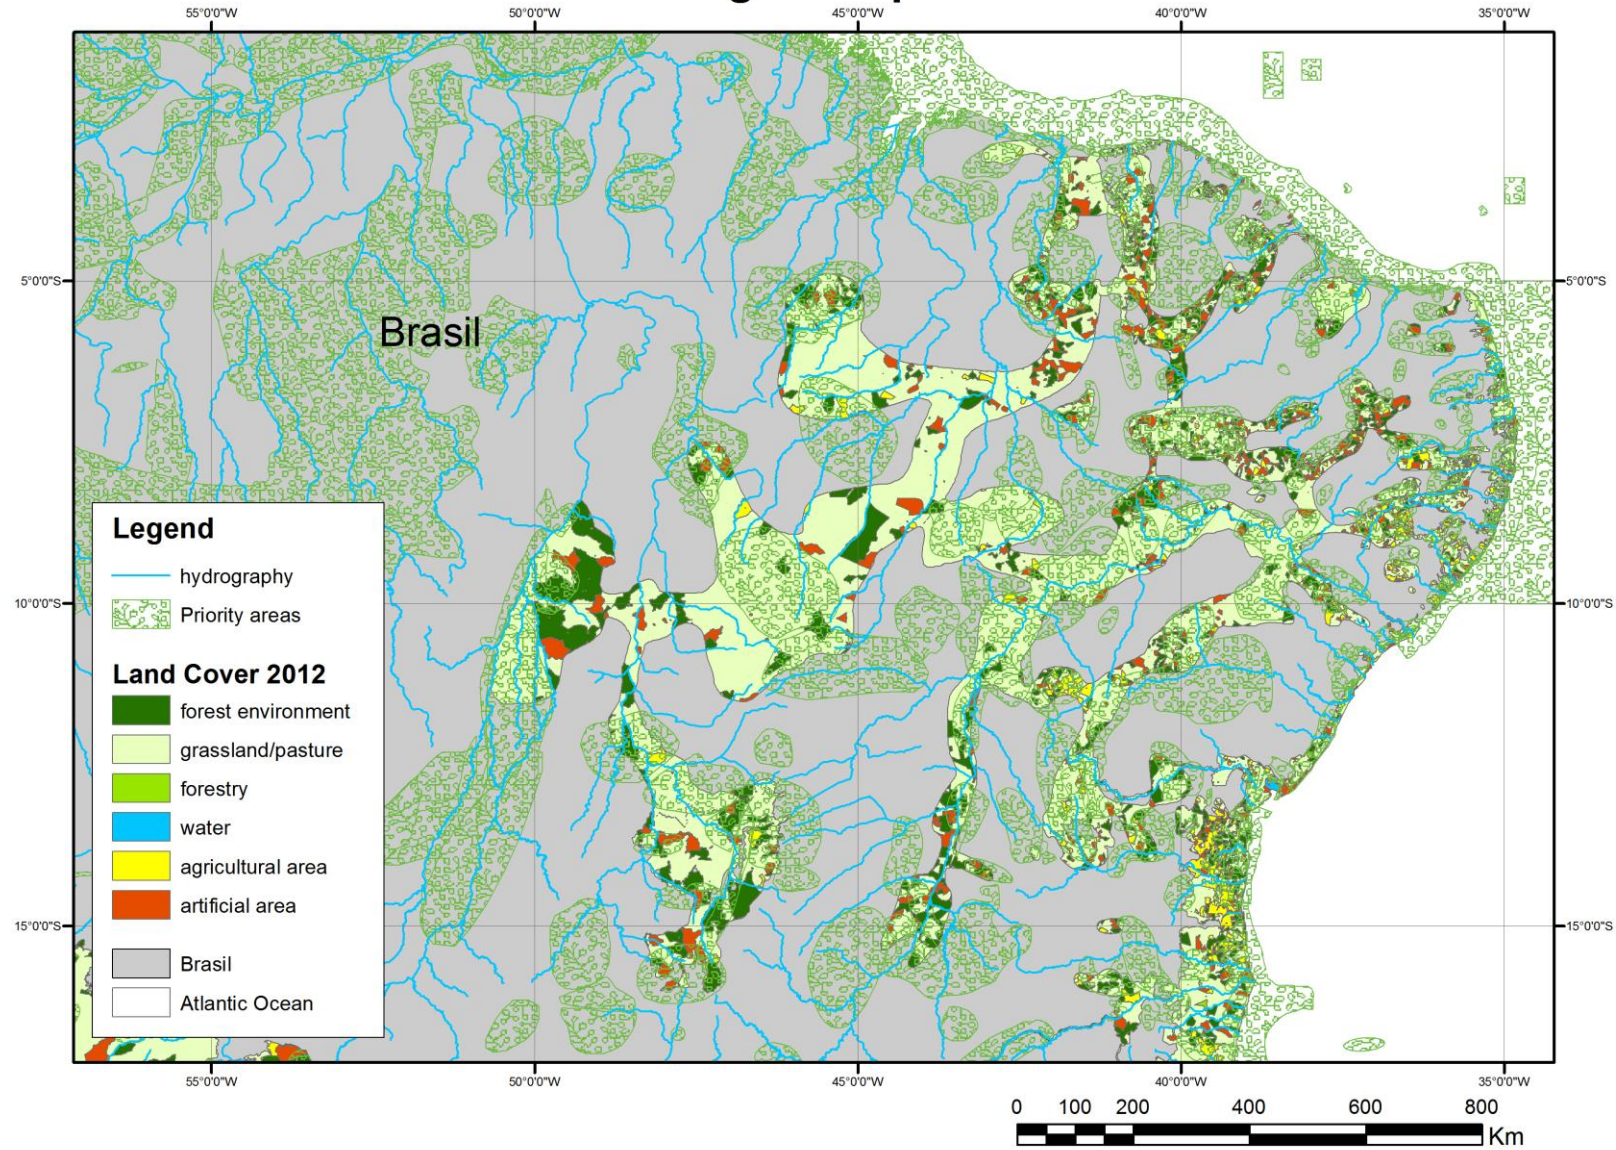 55°0'0"W 50°0'0"W 45°0'0"W 40°0'0"W 35°0'0"W
5°0'0"S 5°0'0"S
Brasil
10°0'0"S 10°0'0"S
15°0'0"S 15°0'0"S
Legend
hydrography
Priority areas
Land Cover 2012
forest environment
grassland/pasture
forestry
water
agricultural area
artificial area
Brasil
Atlantic Ocean
55°0'0"W 50°0'0"W 45°0'0"W 40°0'0"W 35°0'0"W
0 100 200 400 600 800
Km